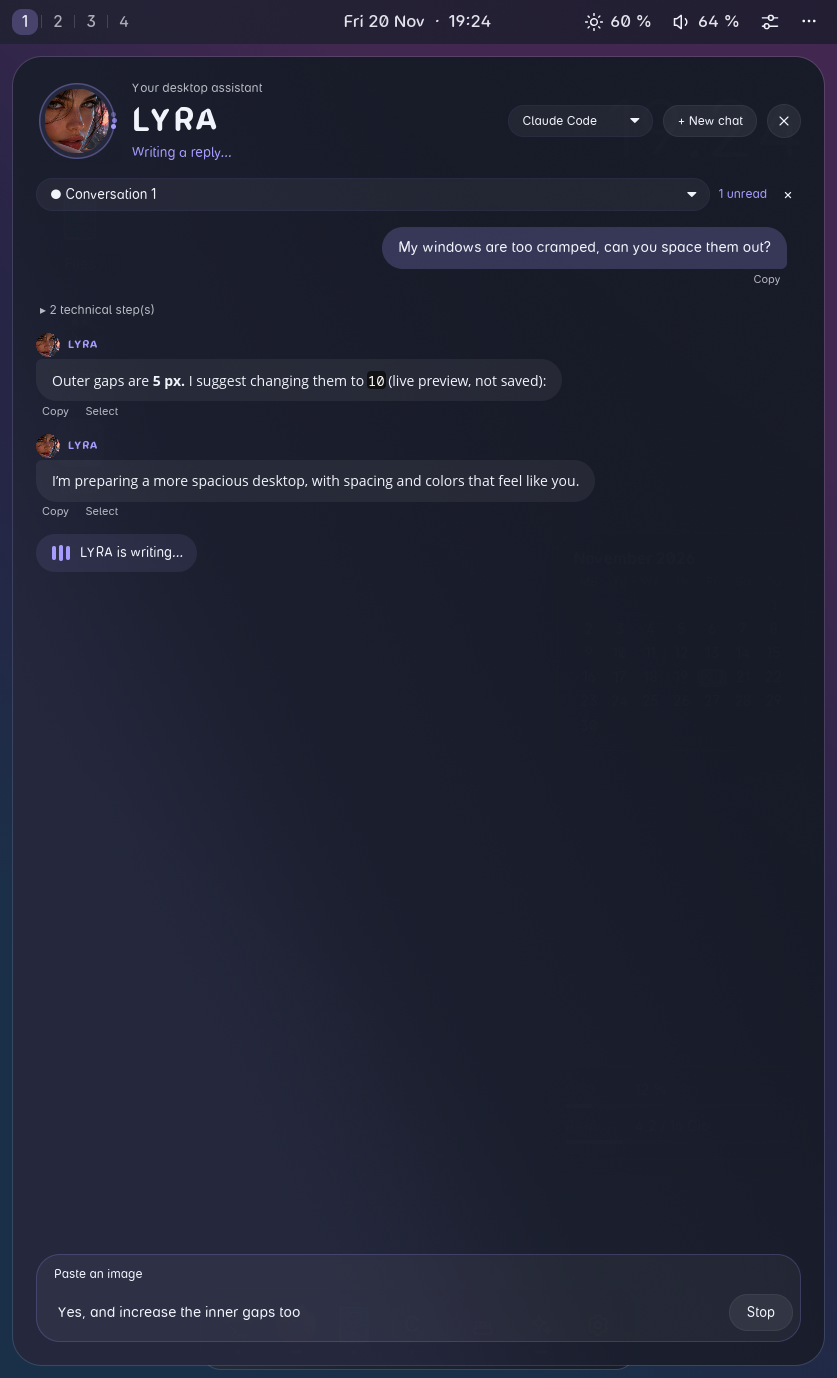 1 2 3 4 Fri 20 Nov · 19:24 60 % 64 % ...
Your desktop assistant
LYRA
Writing a reply...
Claude Code
+ New chat
Conversation 1
1 unread
My windows are too cramped, can you space them out?
Copy
2 technical step(s)
LYRA
Outer gaps are 5 px. I suggest changing them to 10 (live preview, not saved):
Copy Select
LYRA
I'm preparing a more spacious desktop, with spacing and colors that feel like you.
Copy Select
LYRA is writing...
Paste an image
Yes, and increase the inner gaps too
Stop